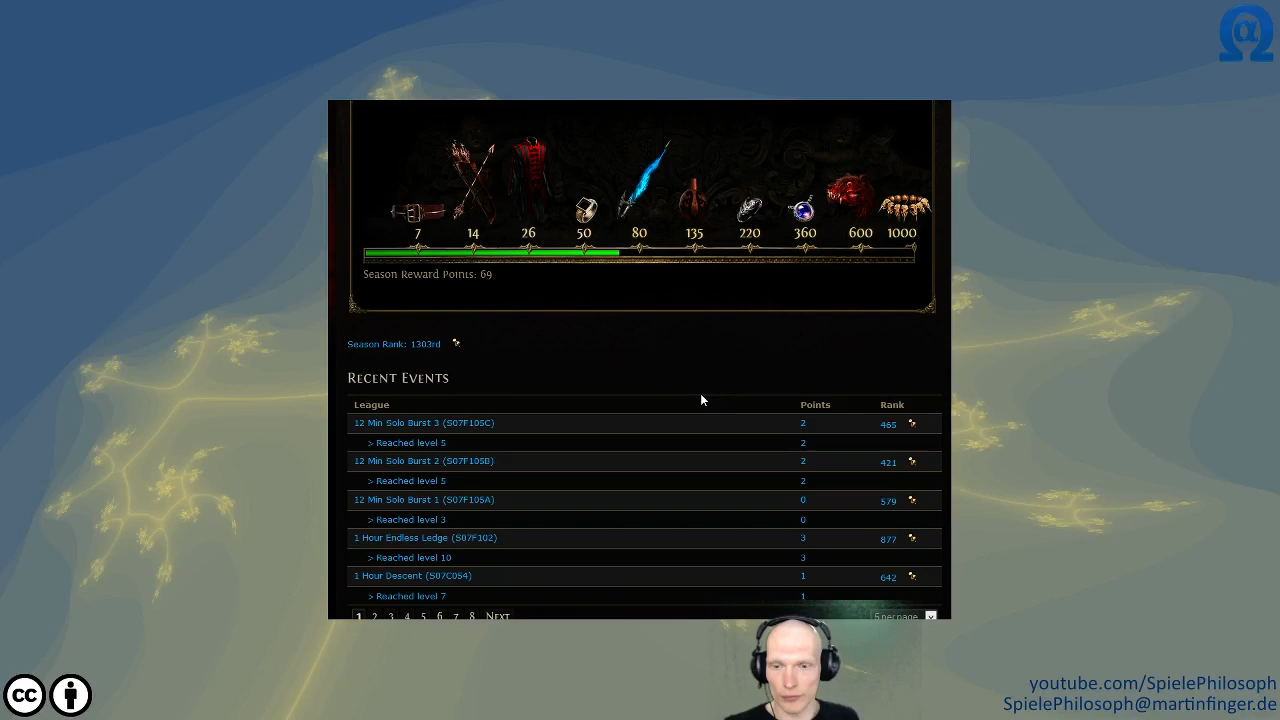 7 14 26 50 80 135 220 360 600 1000
Season Reward Points: 69
Season Rank: 1303rd
Recent Events
League Points Rank
12 Min Solo Burst 3 (S07F105C) 2 465
> Reached level 5 2
12 Min Solo Burst 2 (S07F105B) 2 421
> Reached level 5 2
12 Min Solo Burst 1 (S07F105A) 0 579
> Reached level 3 0
1 Hour Endless Ledge (S07F102) 3 877
> Reached level 10 3
1 Hour Descent (S07C054) 1 642
> Reached level 7 1
1 2 3 4 5 6 7 8 Next 5 per page
cc
youtube.com/SpielePhilosoph
SpielePhilosoph@martinfinger.de